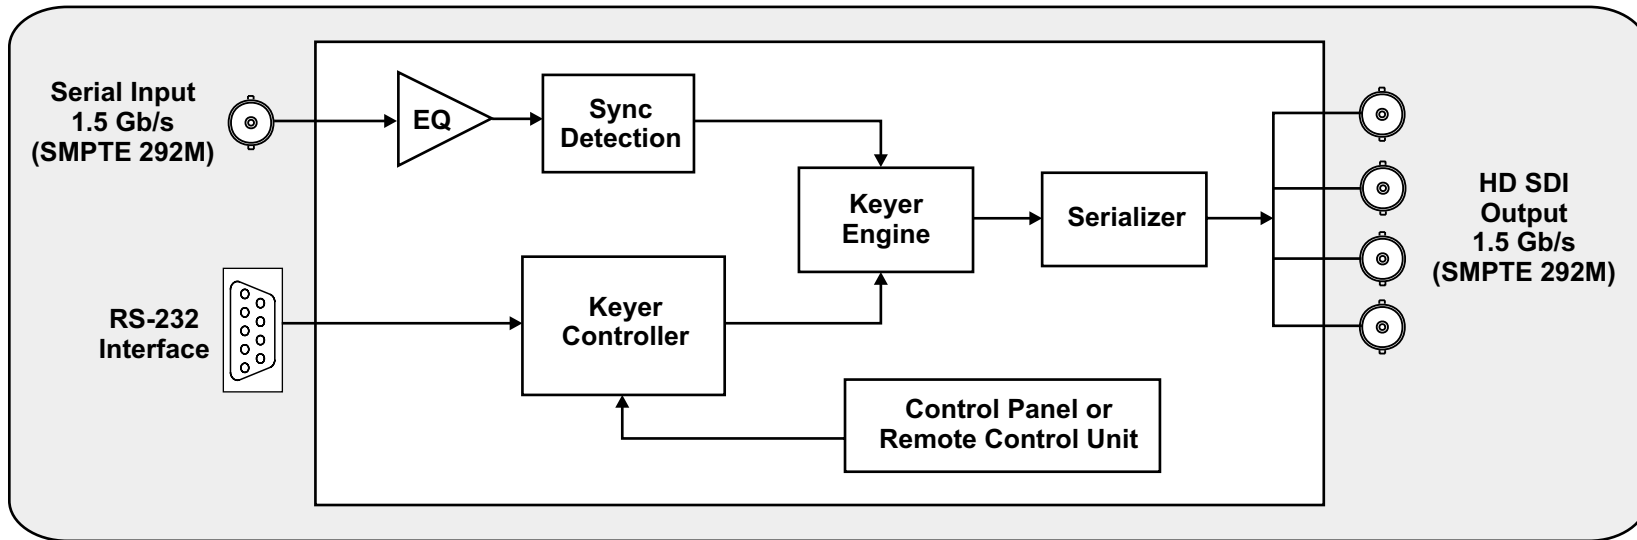 Serial Input
1.5 Gb/s
(SMPTE 292M)
EQ
Sync
Detection
Keyer
Engine
Serializer
HD SDI
Output
1.5 Gb/s
(SMPTE 292M)
RS-232
Interface
Keyer
Controller
Control Panel or
Remote Control Unit